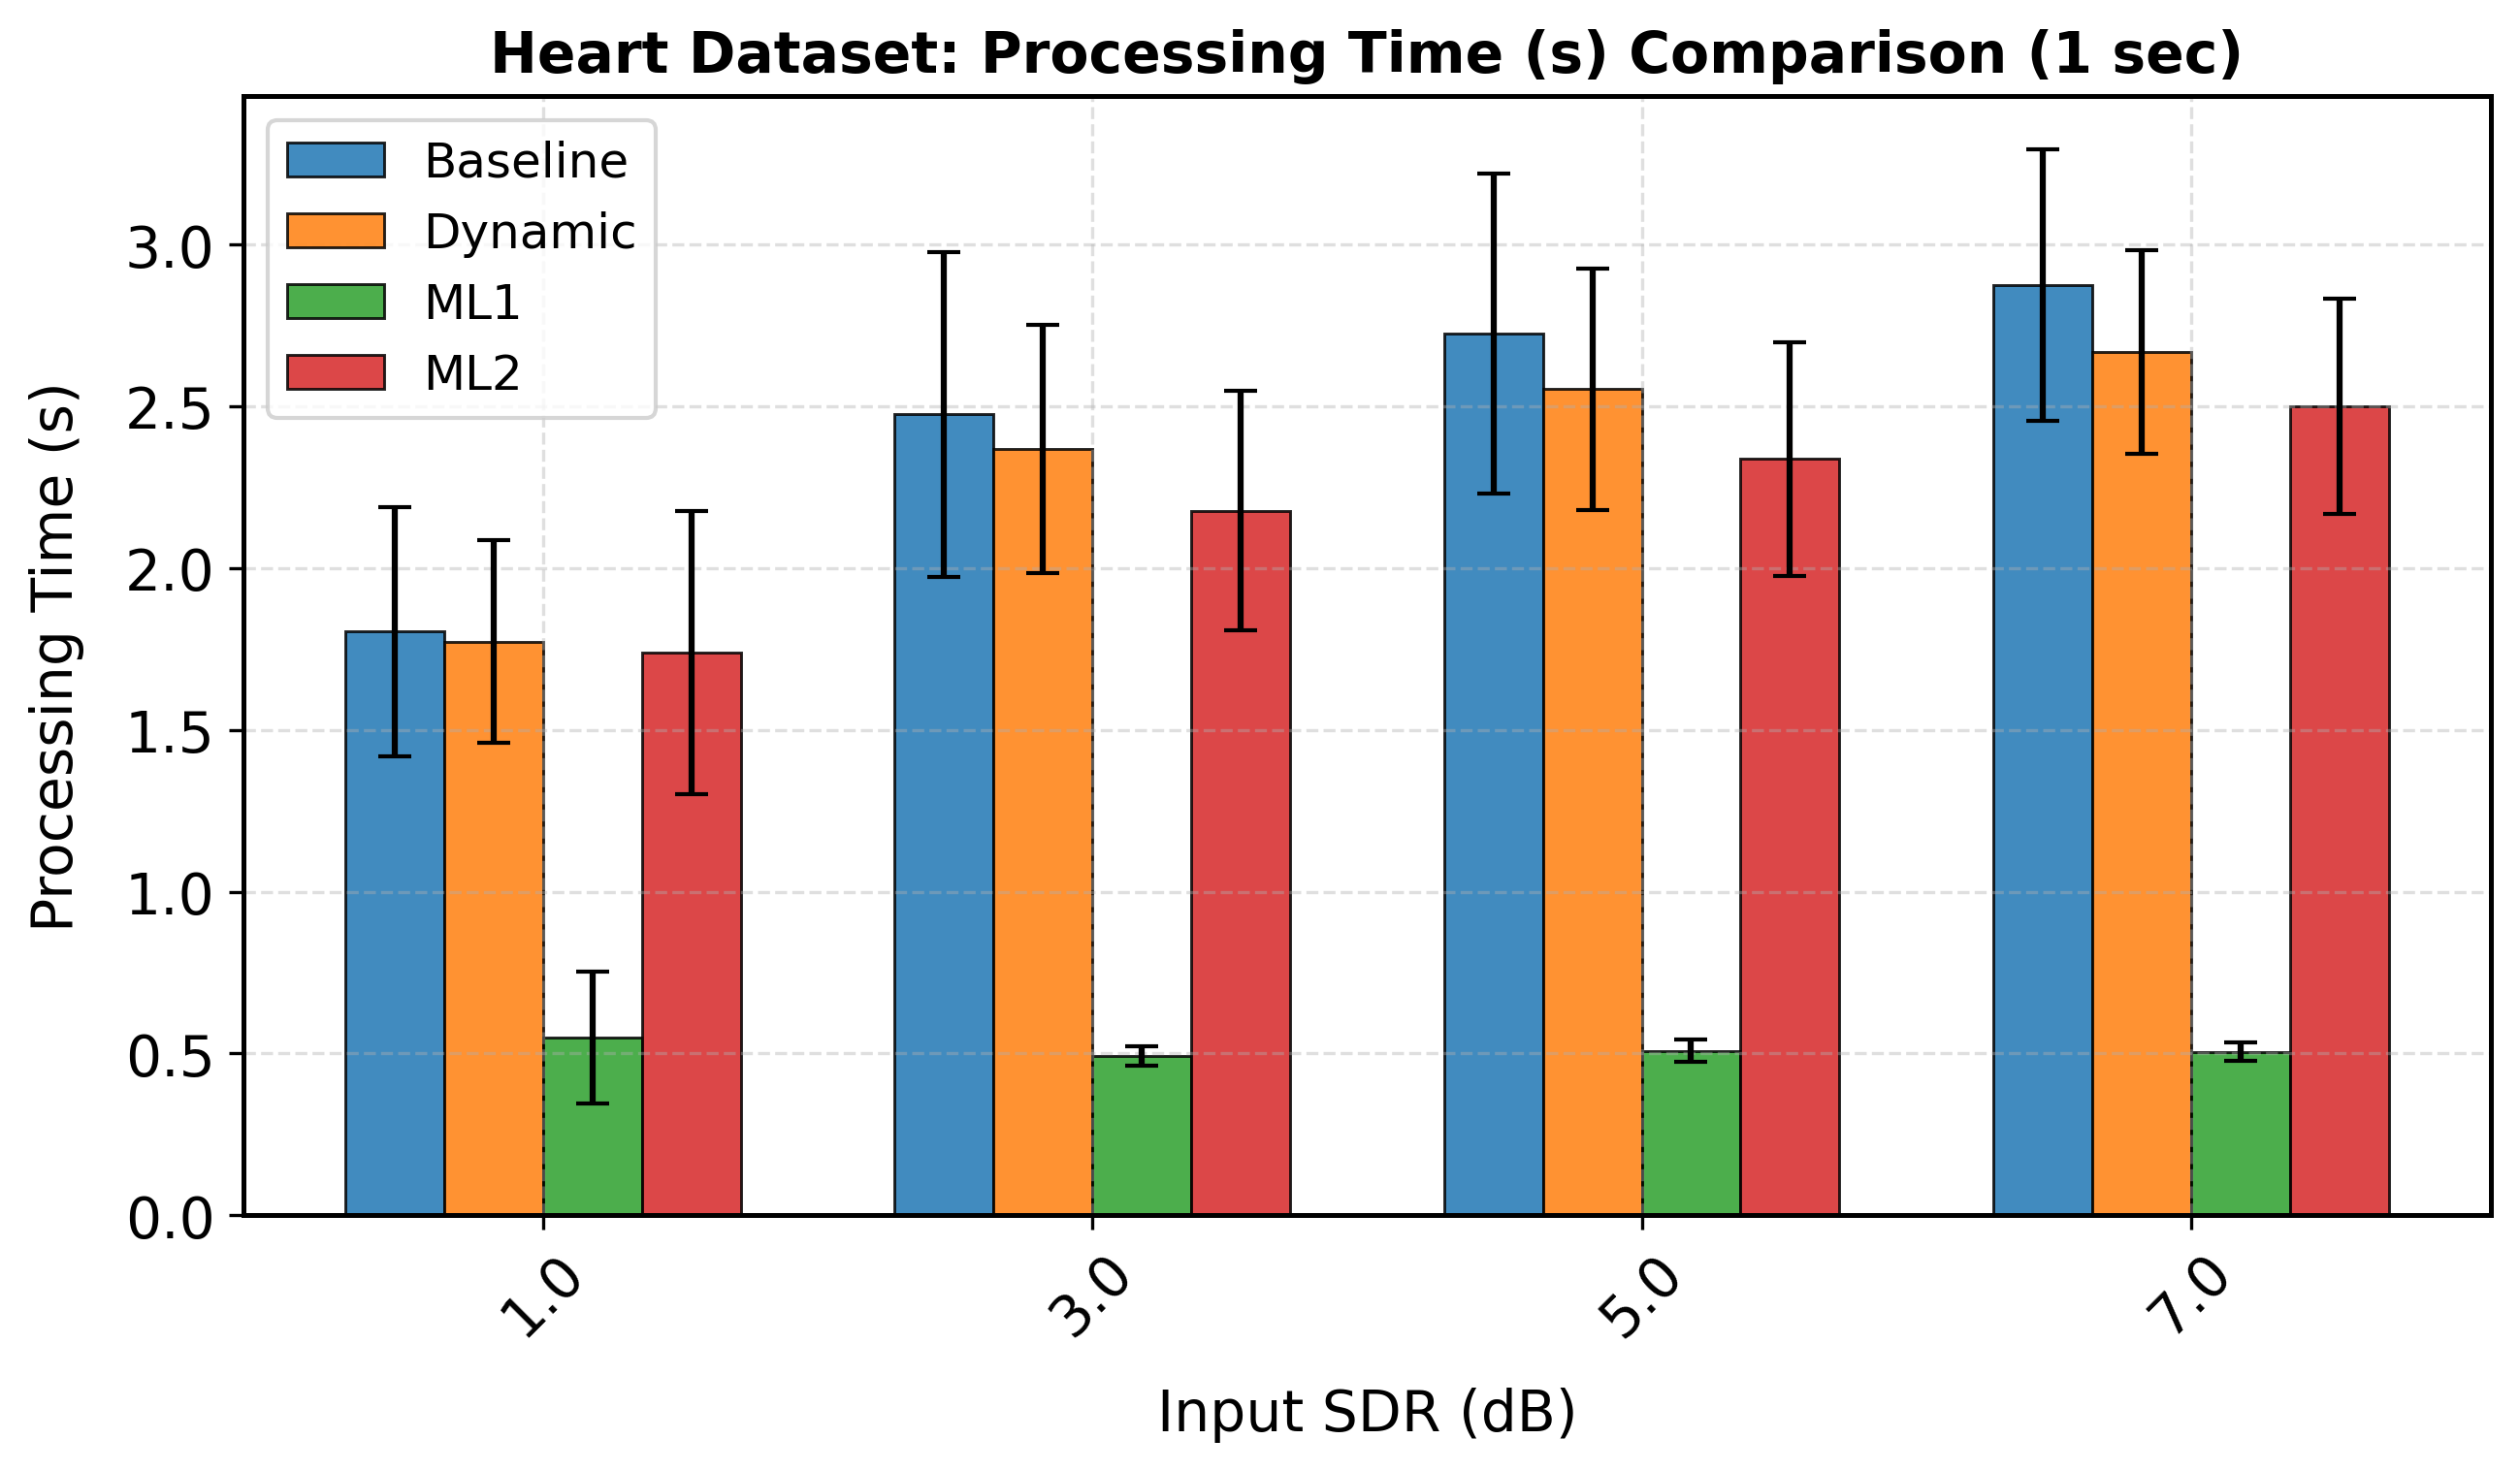 Heart Dataset: Processing Time (s) Comparison (1 sec)
Baseline
Dynamic
ML1
ML2
Processing Time (s)
3.0
2.5
2.0
1.5
1.0
0.5
0.0
1.0
3.0
5.0
7.0
Input SDR (dB)